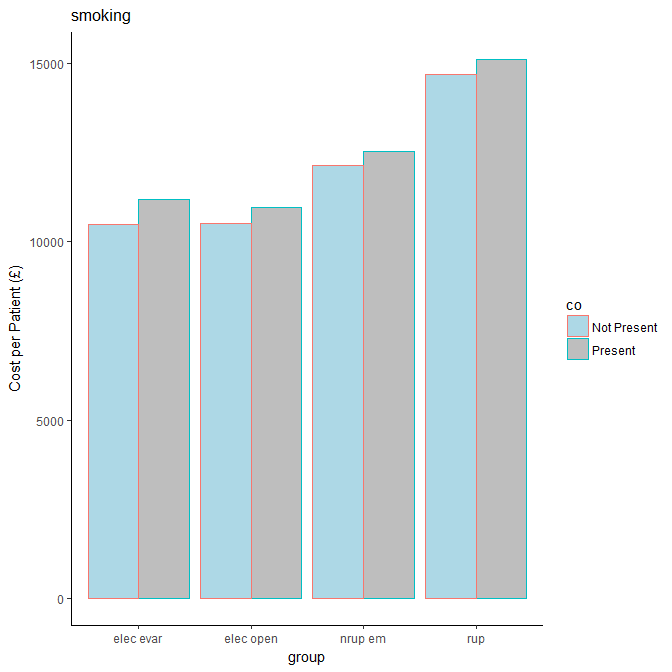 smoking
15000
10000
5000
0
Cost per Patient (£)
elec evar
elec open
nrup em
rup
group
co
Not Present
Present